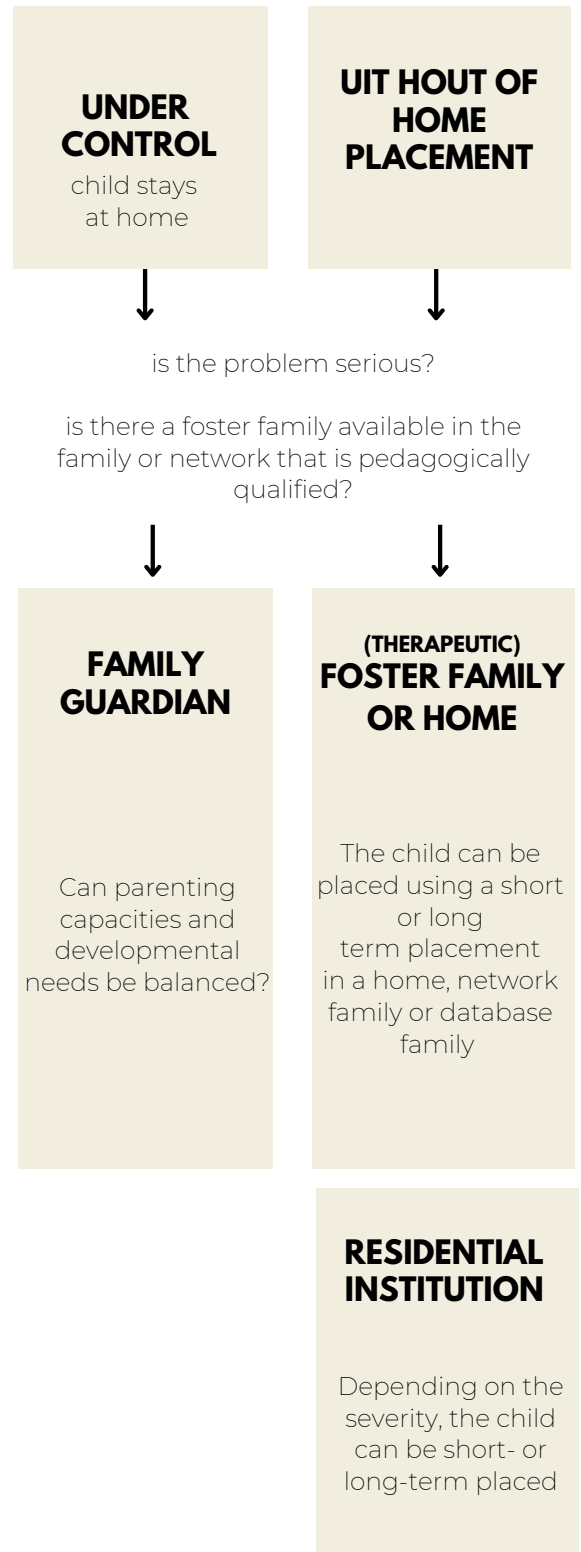 UNDER
CONTROL
child stays
at home
UIT HOUT OF
HOME
PLACEMENT
is the problem serious?
is there a foster family available in the
family or network that is pedagogically
qualified?
FAMILY
GUARDIAN
Can parenting
capacities and
developmental
needs be balanced?
(THERAPEUTIC)
FOSTER FAMILY
OR HOME
The child can be
placed using a short
or long
term placement
in a home, network
family or database
family
RESIDENTIAL
INSTITUTION
Depending on the
severity, the child
can be short- or
long-term placed